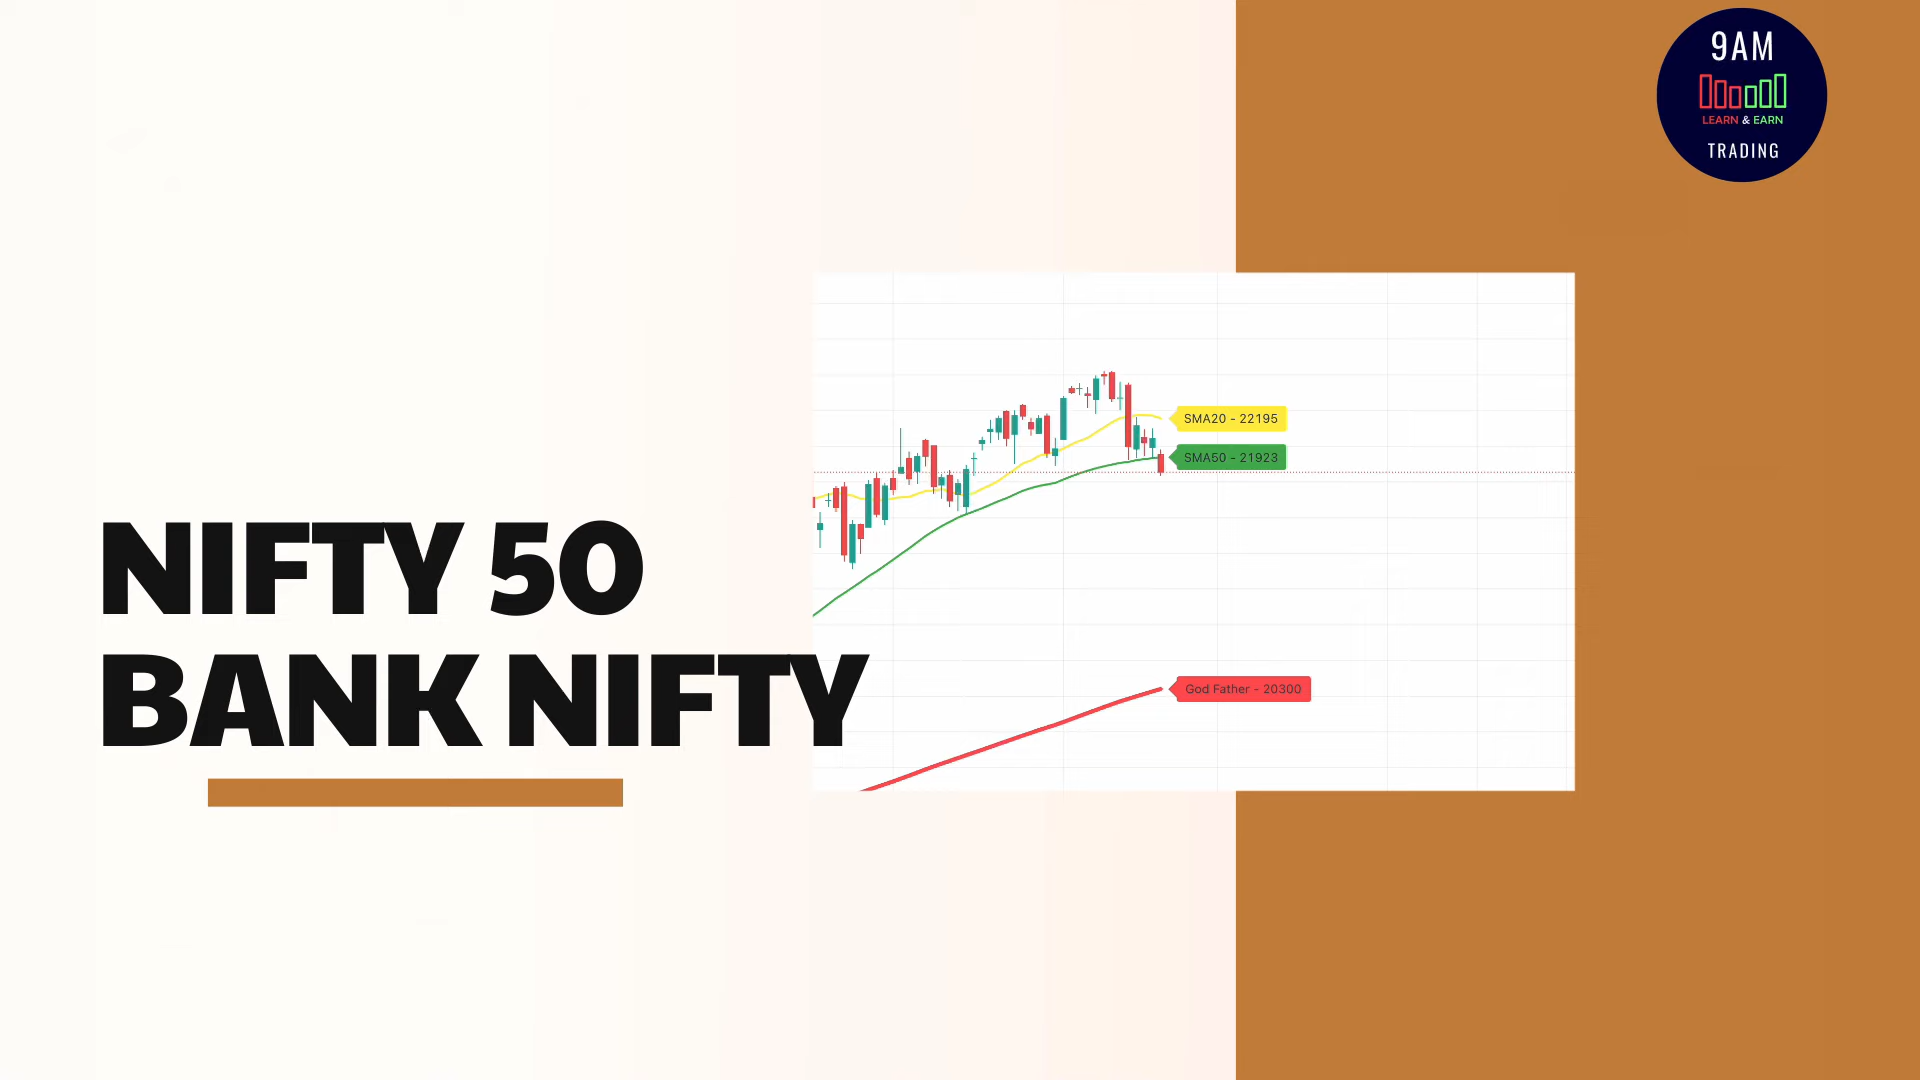 9AM
LEARN & EARN
TRADING
SMA20 - 22195
SMA50 - 21923
NIFTY 50
BANK NIFTY
God Father - 20300